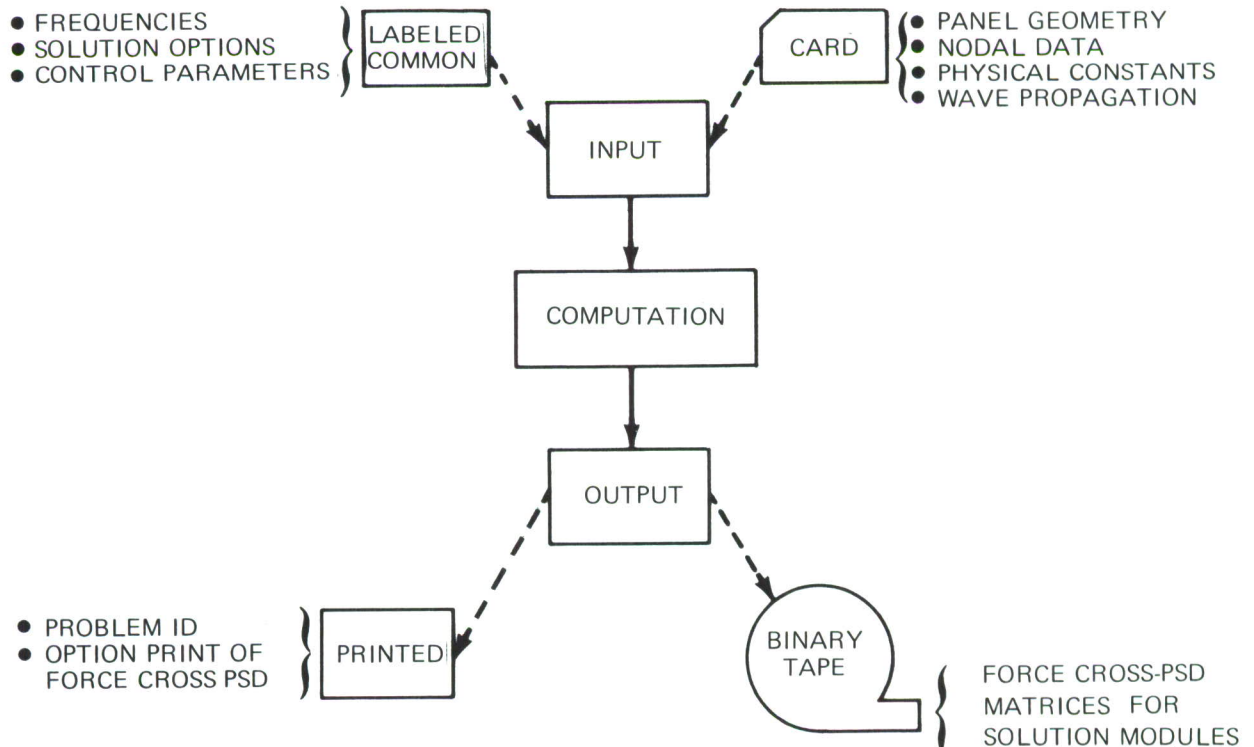 • FREQUENCIES
• SOLUTION OPTIONS
• CONTROL PARAMETERS
LABELED
COMMON
CARD
• PANEL GEOMETRY
• NODAL DATA
• PHYSICAL CONSTANTS
• WAVE PROPAGATION
INPUT
COMPUTATION
OUTPUT
• PROBLEM ID
• OPTION PRINT OF
FORCE CROSS PSD
PRINTED
BINARY
TAPE
FORCE CROSS-PSD
MATRICES FOR
SOLUTION MODULES